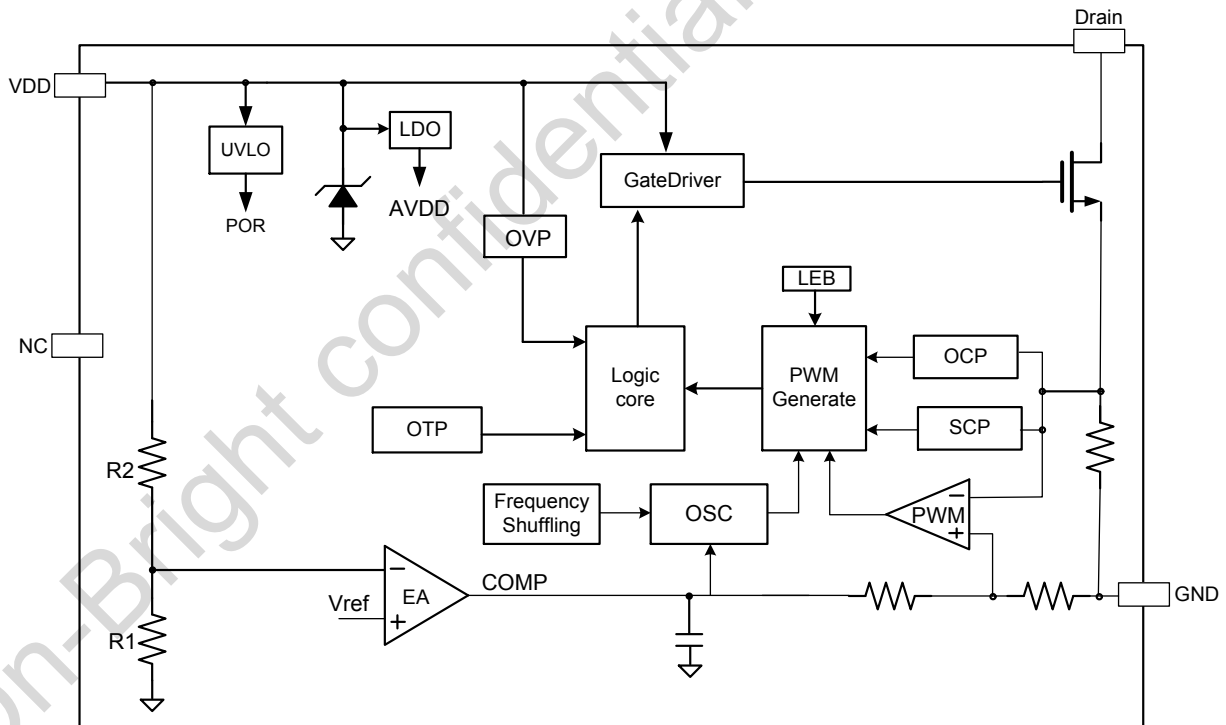 Drain
VDD
UVLO
LDO
GateDriver
POR
AVDD
OVP
LEB
NC
Logic
core
PWM
Generate
OCP
OTP
SCP
R2
Frequency
Shuffling
OSC
PWM
−
+
COMP
Vref
EA
−
+
GND
R1
On-Bright confidential